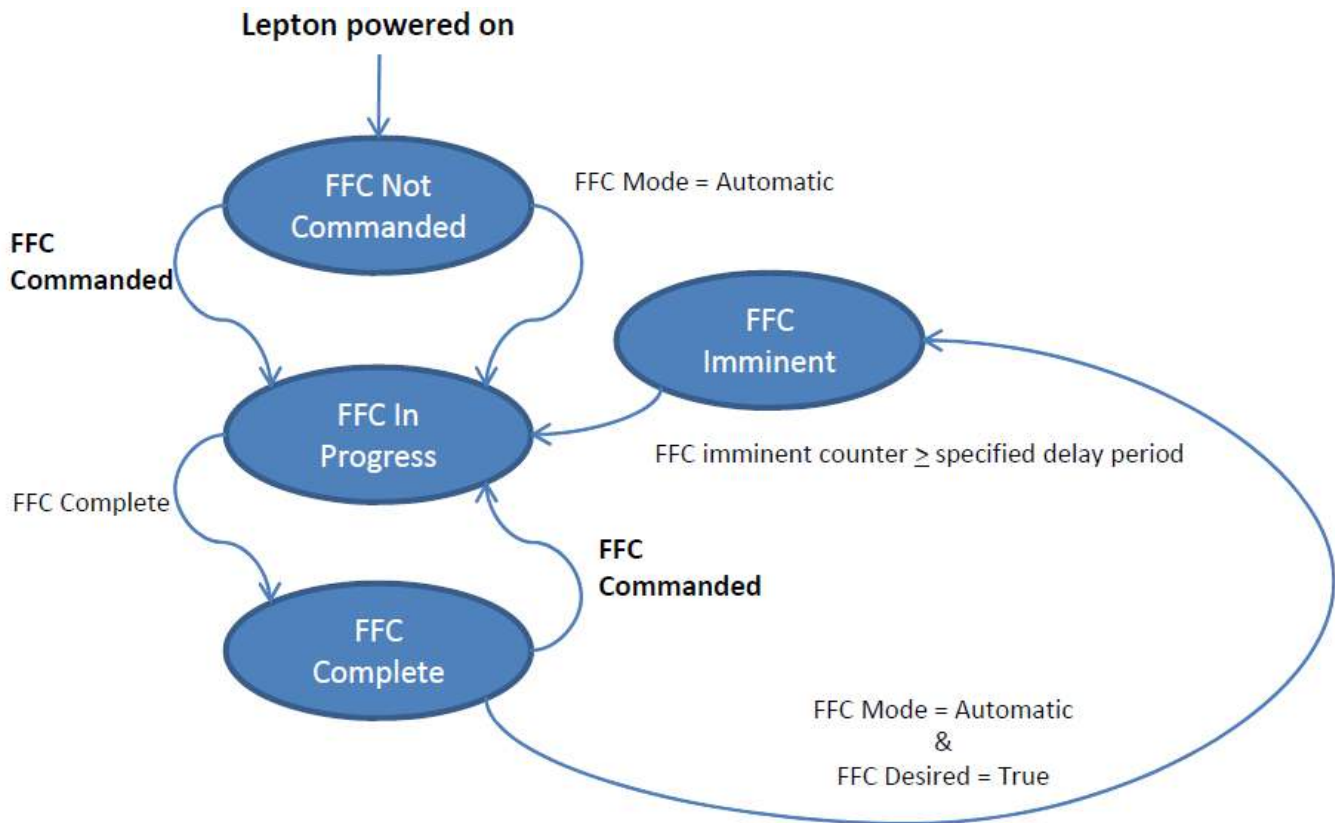 Lepton powered on
FFC Not
Commanded
FFC Mode = Automatic
FFC
Commanded
FFC
Imminent
FFC In
Progress
FFC imminent counter ≥ specified delay period
FFC Complete
FFC
Commanded
FFC
Complete
FFC Mode = Automatic
&
FFC Desired = True